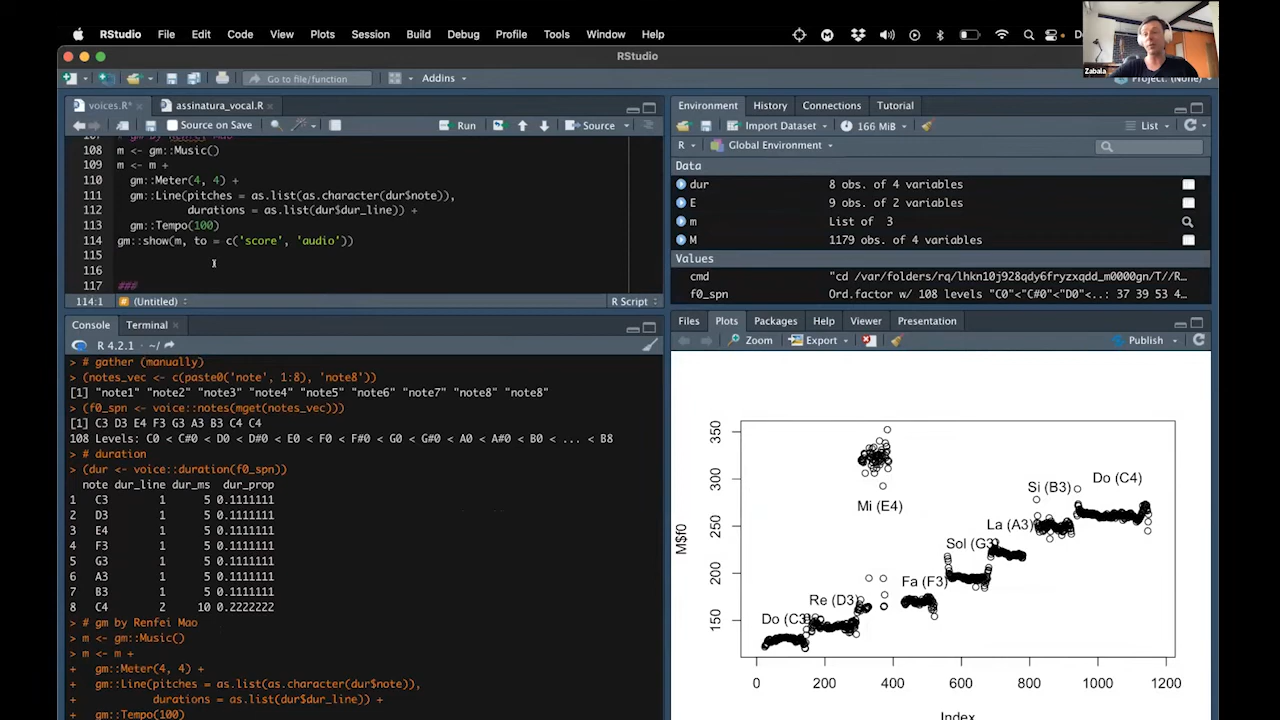 RStudio File Edit Code View Plots Session Build Debug Profile Tools Window Help
Zabala
RStudio
Go to file/function Addins
voices.R* assinatura_vocal.R
Source on Save Run Source
108 m <- gm::Music()
109 m <- m +
110 gm::Meter(4, 4) +
111 gm::Line(pitches = as.list(as.character(dur$note)),
112 durations = as.list(dur$dur_line)) +
113 gm::Tempo(100)
114 gm::show(m, to = c('score', 'audio'))
115
116
117 ###
114:1 (Untitled) R Script
Console Terminal
R 4.2.1 · ~/
> # gather (manually)
> (notes_vec <- c(paste0('note', 1:8), 'note8'))
[1] "note1" "note2" "note3" "note4" "note5" "note6" "note7" "note8" "note8"
> (f0_spn <- voice::notes(mget(notes_vec)))
[1] C3 D3 E4 F3 G3 A3 B3 C4 C4
108 Levels: C0 < C#0 < D0 < D#0 < E0 < F0 < F#0 < G0 < G#0 < A0 < A#0 < B0 < ... < B8
> # duration
> (dur <- voice::duration(f0_spn))
note dur_line dur_ms dur_prop
1 C3 1 5 0.1111111
2 D3 1 5 0.1111111
3 E4 1 5 0.1111111
4 F3 1 5 0.1111111
5 G3 1 5 0.1111111
6 A3 1 5 0.1111111
7 B3 1 5 0.1111111
8 C4 2 10 0.2222222
> # gm by Renfei Mao
> m <- gm::Music()
> m <- m +
+ gm::Meter(4, 4) +
+ gm::Line(pitches = as.list(as.character(dur$note)),
+ durations = as.list(dur$dur_line)) +
+ gm::Tempo(100)
Project: (None)
Environment History Connections Tutorial
Import Dataset 166 MiB List
R Global Environment
Data
dur 8 obs. of 4 variables
E 9 obs. of 2 variables
m List of 3
M 1179 obs. of 4 variables
Values
cmd "cd /var/folders/rq/lhkn10j928qdy6fryzxqdd_m0000gn/T//R...
f0_spn Ord.factor w/ 108 levels "C0"<"C#0"<"D0"<..: 37 39 53 4...
Files Plots Packages Help Viewer Presentation
Zoom Export Publish
M$f0
350
300
250
200
150
Do (C3)
Re (D3)
Mi (E4)
Fa (F3)
Sol (G3)
La (A3)
Si (B3)
Do (C4)
0 200 400 600 800 1000 1200
Index